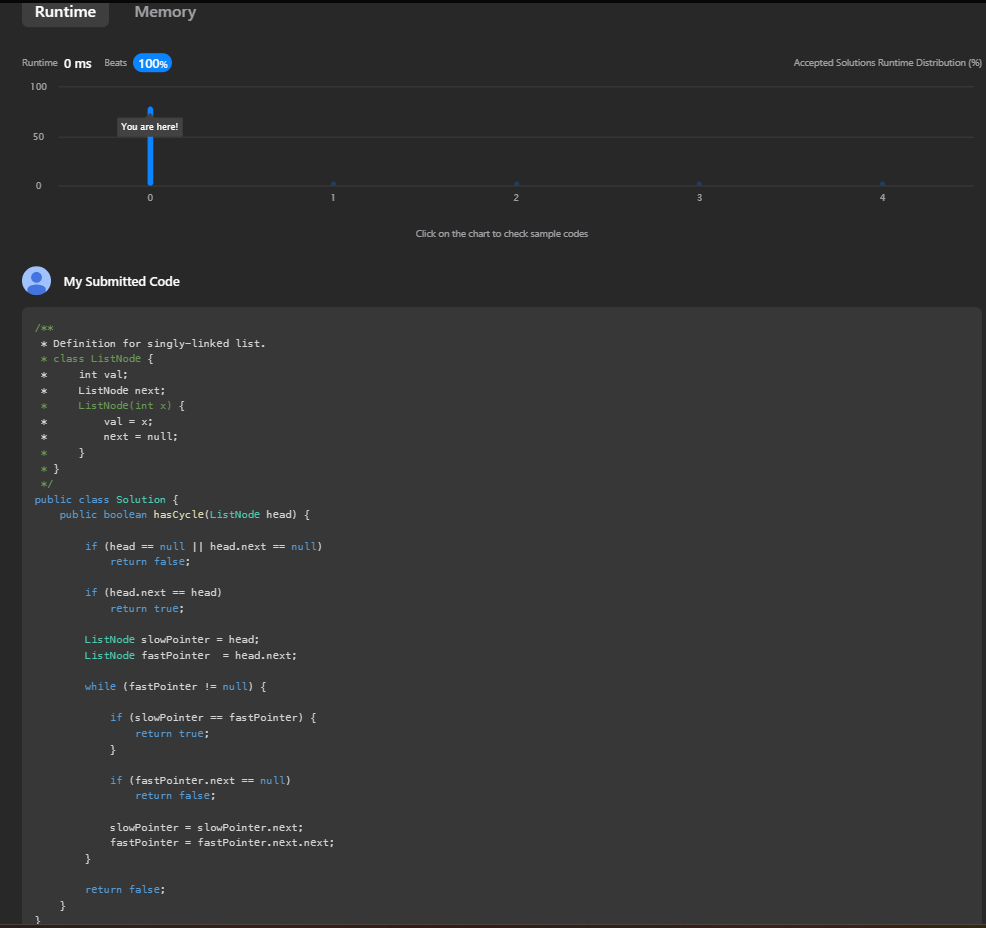 Runtime Memory
Runtime 0 ms Beats 100% Accepted Solutions Runtime Distribution (%)
100
You are here!
50
0
0 1 2 3 4
Click on the chart to check sample codes
My Submitted Code
/**
 * Definition for singly-linked list.
 * class ListNode {
 *     int val;
 *     ListNode next;
 *     ListNode(int x) {
 *         val = x;
 *         next = null;
 *     }
 * }
 */
public class Solution {
    public boolean hasCycle(ListNode head) {
        if (head == null || head.next == null)
            return false;
        if (head.next == head)
            return true;
        ListNode slowPointer = head;
        ListNode fastPointer  = head.next;
        while (fastPointer != null) {
            if (slowPointer == fastPointer) {
                return true;
            }
            if (fastPointer.next == null)
                return false;
            slowPointer = slowPointer.next;
            fastPointer = fastPointer.next.next;
        }
        return false;
    }
}